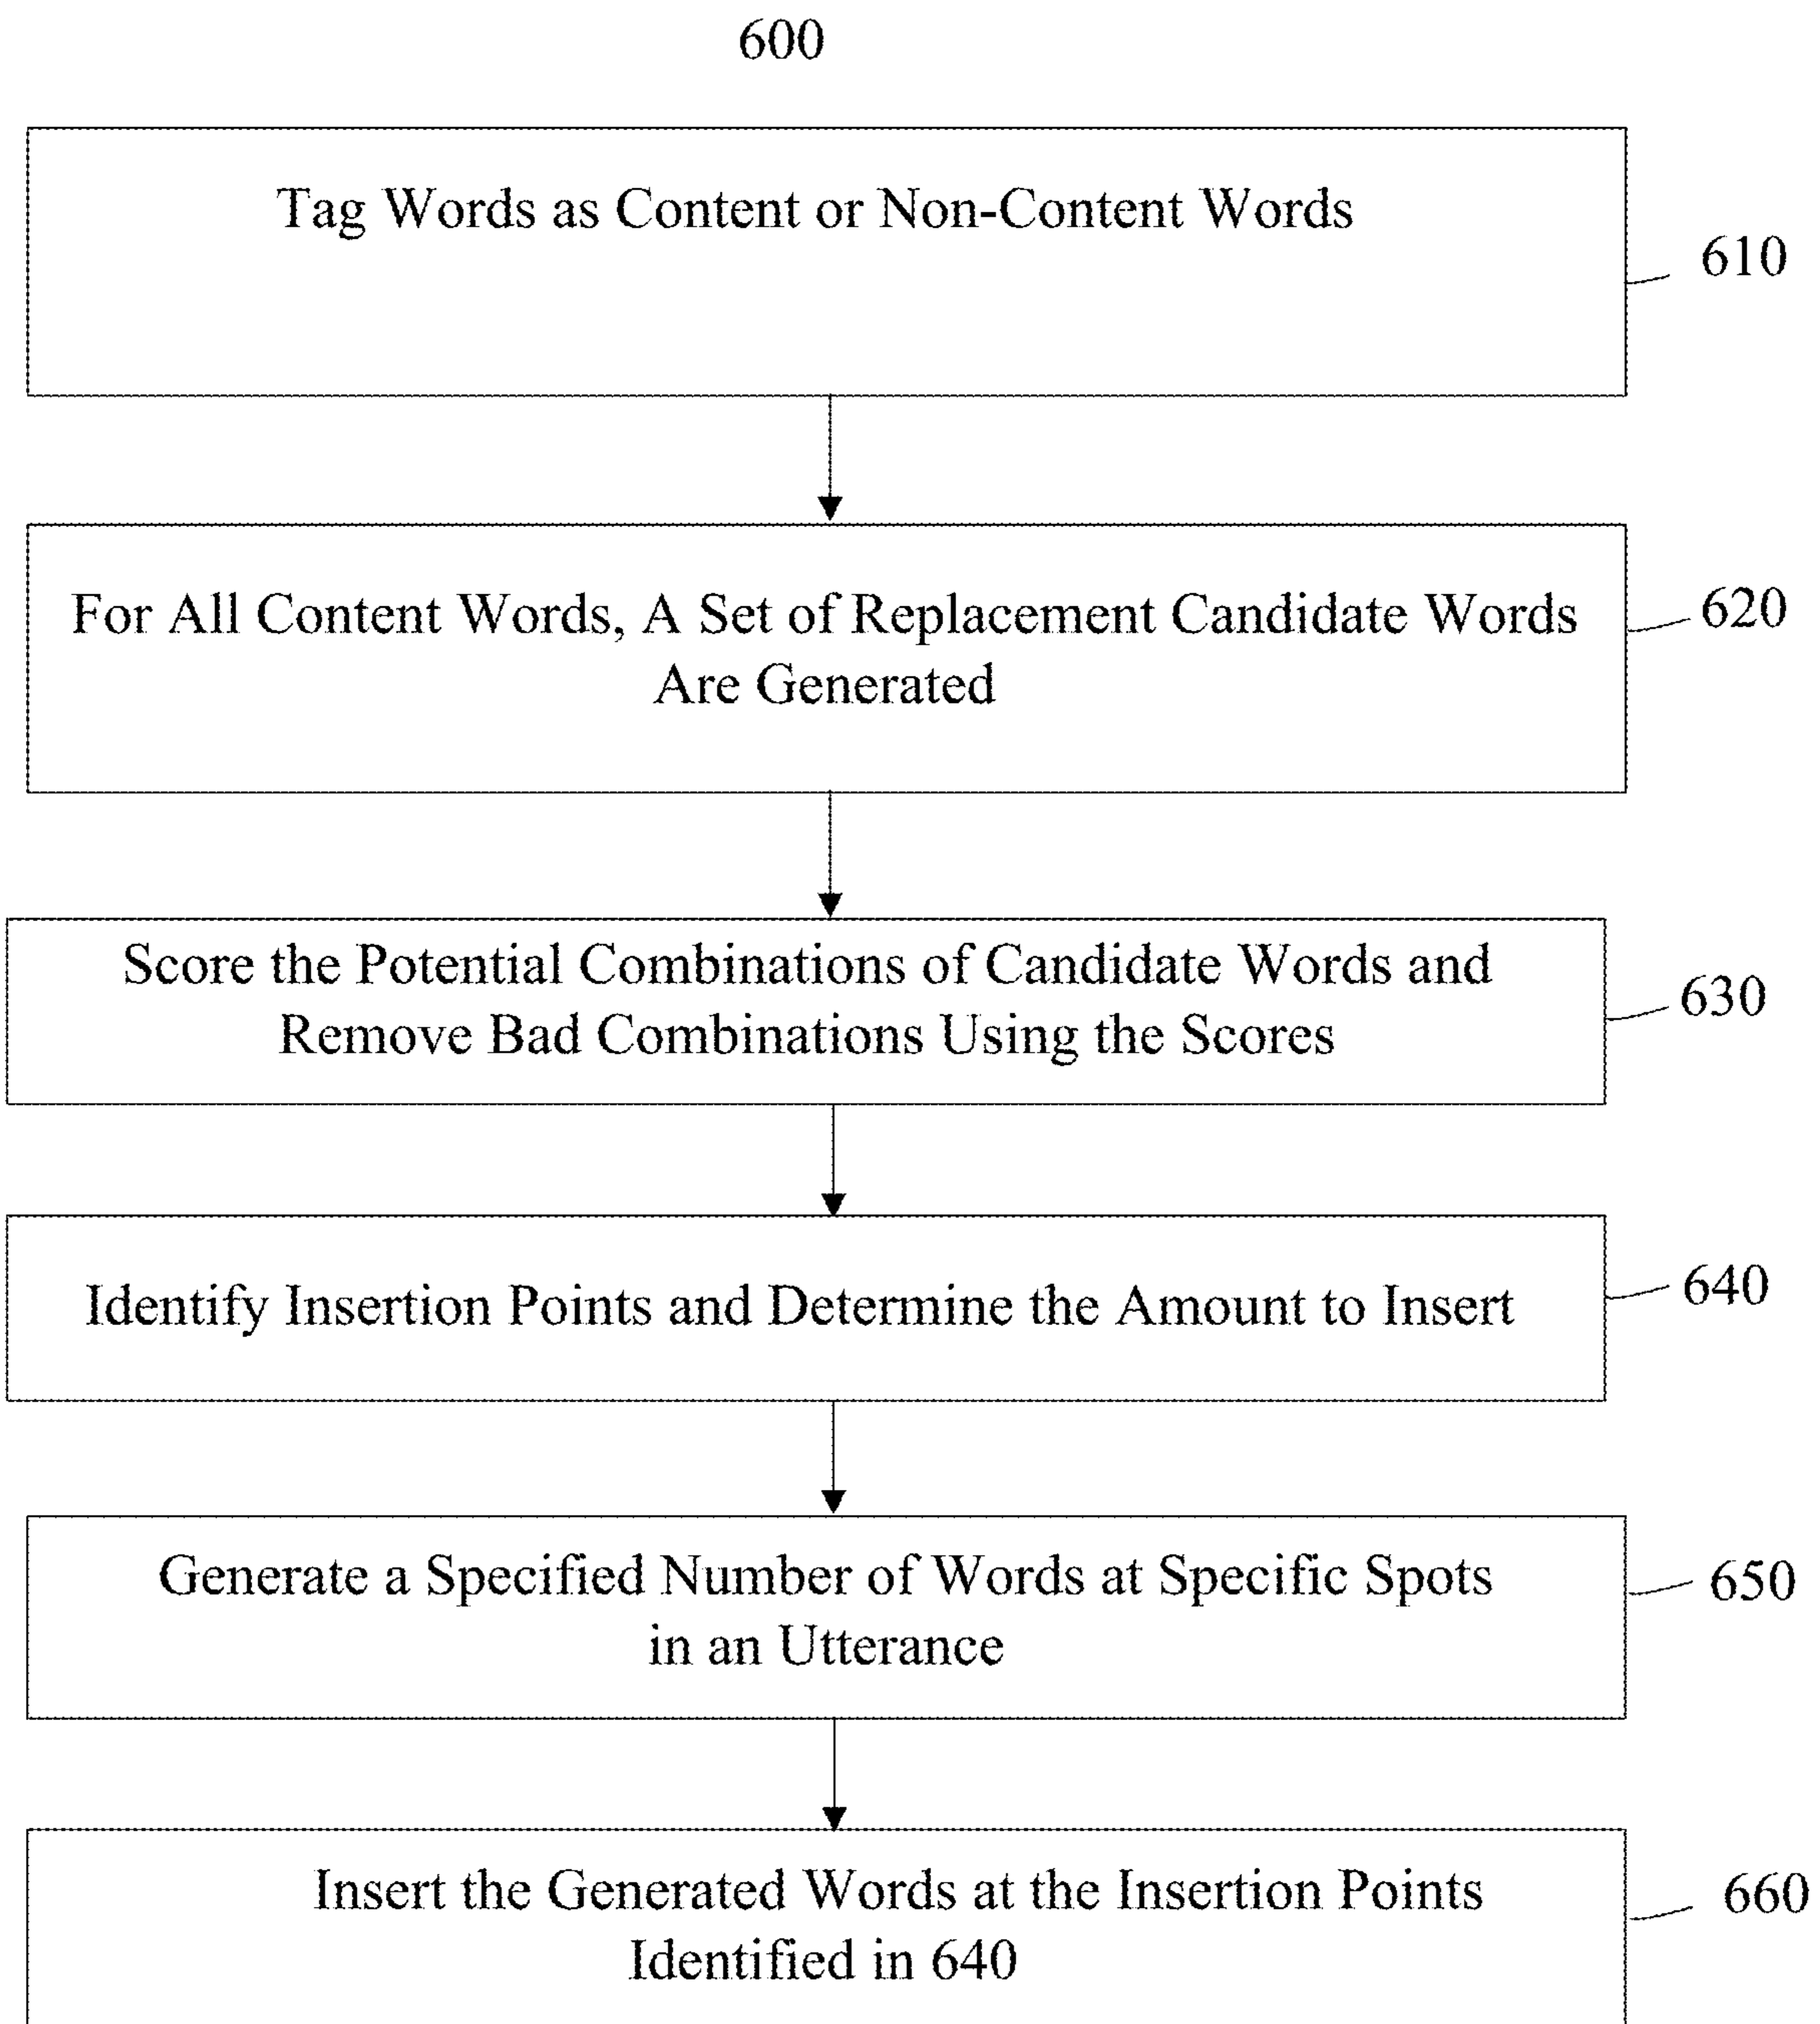 600
Tag Words as Content or Non-Content Words
610
For All Content Words, A Set of Replacement Candidate Words
Are Generated
620
Score the Potential Combinations of Candidate Words and
Remove Bad Combinations Using the Scores
630
Identify Insertion Points and Determine the Amount to Insert
640
Generate a Specified Number of Words at Specific Spots
in an Utterance
650
Insert the Generated Words at the Insertion Points
Identified in 640
660